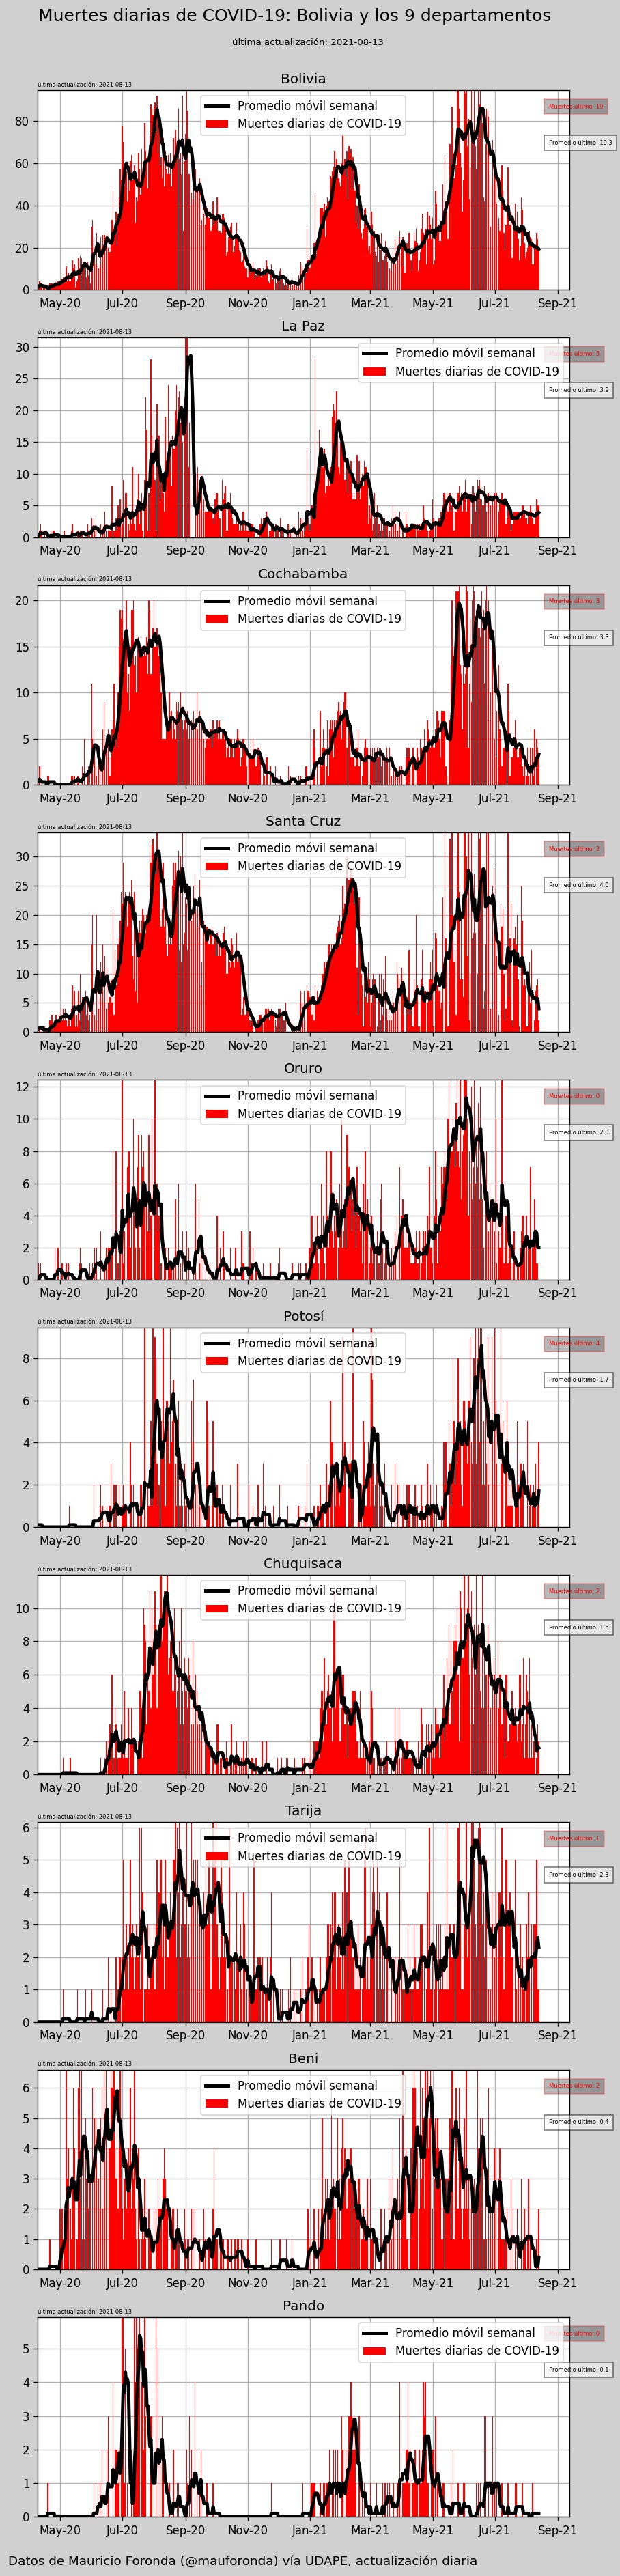 Muertes diarias de COVID-19: Bolivia y los 9 departamentos
última actualización: 2021-08-13
Bolivia
última actualización: 2021-08-13
Promedio móvil semanal
Muertes diarias de COVID-19
Muertes último: 19
Promedio último: 19.3
80
60
40
20
0
May-20 Jul-20 Sep-20 Nov-20 Jan-21 Mar-21 May-21 Jul-21 Sep-21
La Paz
última actualización: 2021-08-13
Promedio móvil semanal
Muertes diarias de COVID-19
Muertes último: 5
Promedio último: 3.9
30
25
20
15
10
5
0
May-20 Jul-20 Sep-20 Nov-20 Jan-21 Mar-21 May-21 Jul-21 Sep-21
Cochabamba
última actualización: 2021-08-13
Promedio móvil semanal
Muertes diarias de COVID-19
Muertes último: 3
Promedio último: 3.3
20
15
10
5
0
May-20 Jul-20 Sep-20 Nov-20 Jan-21 Mar-21 May-21 Jul-21 Sep-21
Santa Cruz
última actualización: 2021-08-13
Promedio móvil semanal
Muertes diarias de COVID-19
Muertes último: 2
Promedio último: 4.0
30
25
20
15
10
5
0
May-20 Jul-20 Sep-20 Nov-20 Jan-21 Mar-21 May-21 Jul-21 Sep-21
Oruro
última actualización: 2021-08-13
Promedio móvil semanal
Muertes diarias de COVID-19
Muertes último: 0
Promedio último: 2.0
12
10
8
6
4
2
0
May-20 Jul-20 Sep-20 Nov-20 Jan-21 Mar-21 May-21 Jul-21 Sep-21
Potosí
última actualización: 2021-08-13
Promedio móvil semanal
Muertes diarias de COVID-19
Muertes último: 4
Promedio último: 1.7
8
6
4
2
0
May-20 Jul-20 Sep-20 Nov-20 Jan-21 Mar-21 May-21 Jul-21 Sep-21
Chuquisaca
última actualización: 2021-08-13
Promedio móvil semanal
Muertes diarias de COVID-19
Muertes último: 2
Promedio último: 1.6
10
8
6
4
2
0
May-20 Jul-20 Sep-20 Nov-20 Jan-21 Mar-21 May-21 Jul-21 Sep-21
Tarija
última actualización: 2021-08-13
Promedio móvil semanal
Muertes diarias de COVID-19
Muertes último: 1
Promedio último: 2.3
6
5
4
3
2
1
0
May-20 Jul-20 Sep-20 Nov-20 Jan-21 Mar-21 May-21 Jul-21 Sep-21
Beni
última actualización: 2021-08-13
Promedio móvil semanal
Muertes diarias de COVID-19
Muertes último: 2
Promedio último: 0.4
6
5
4
3
2
1
0
May-20 Jul-20 Sep-20 Nov-20 Jan-21 Mar-21 May-21 Jul-21 Sep-21
Pando
última actualización: 2021-08-13
Promedio móvil semanal
Muertes diarias de COVID-19
Muertes último: 0
Promedio último: 0.1
5
4
3
2
1
0
May-20 Jul-20 Sep-20 Nov-20 Jan-21 Mar-21 May-21 Jul-21 Sep-21
Datos de Mauricio Foronda (@mauforonda) vía UDAPE, actualización diaria